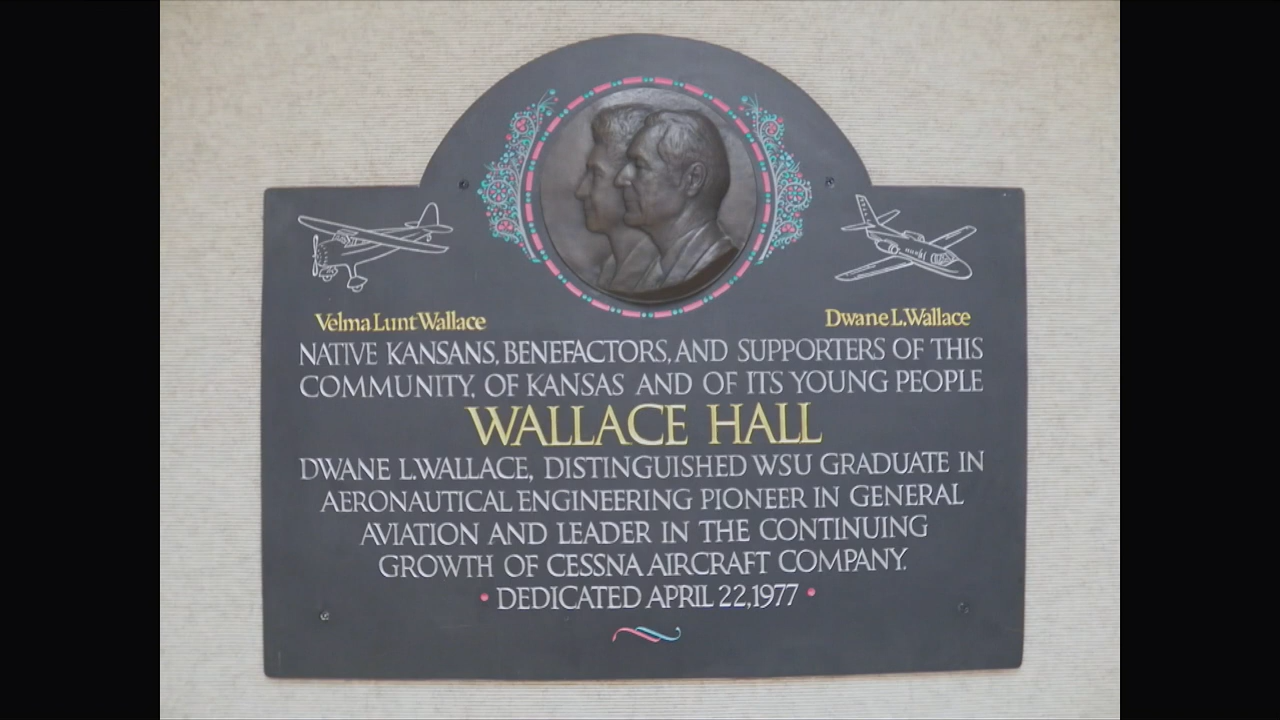 Velma Lunt Wallace
Dwane L. Wallace
NATIVE KANSANS, BENEFACTORS, AND SUPPORTERS OF THIS
COMMUNITY, OF KANSAS AND OF ITS YOUNG PEOPLE
WALLACE HALL
DWANE L. WALLACE, DISTINGUISHED WSU GRADUATE IN
AERONAUTICAL ENGINEERING PIONEER IN GENERAL
AVIATION AND LEADER IN THE CONTINUING
GROWTH OF CESSNA AIRCRAFT COMPANY.
• DEDICATED APRIL 22, 1977 •